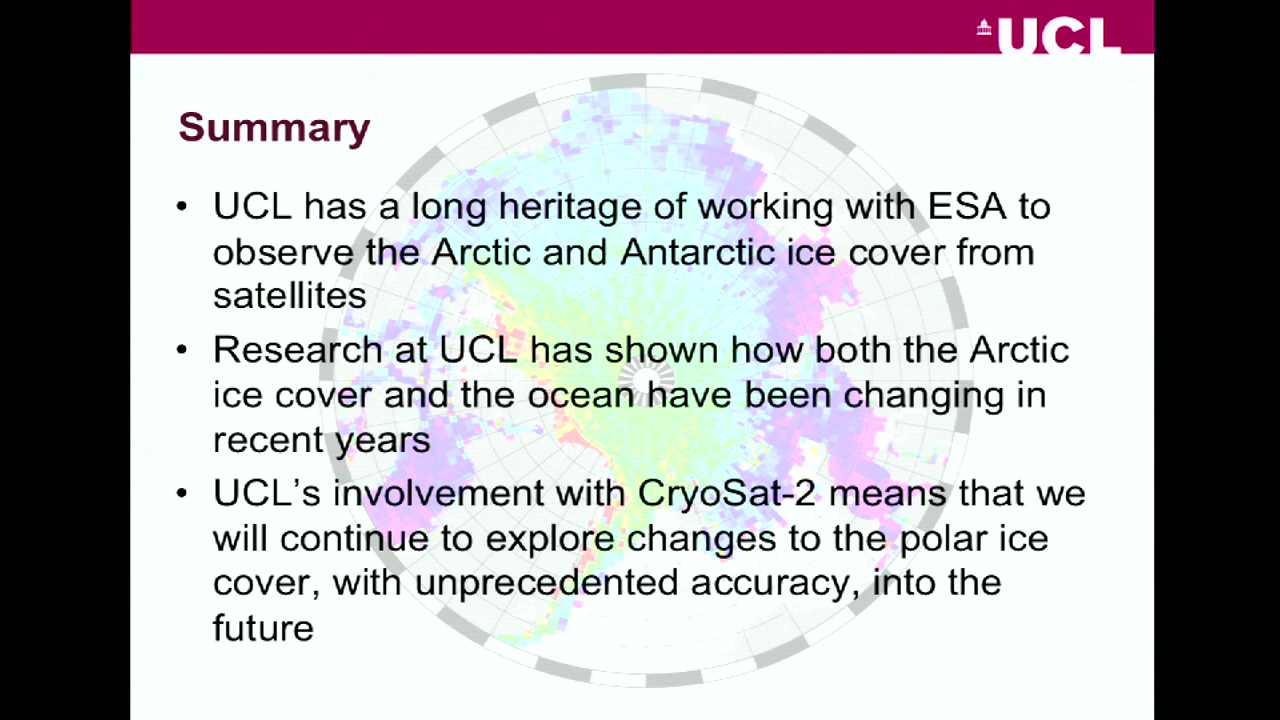 UCL
Summary
• UCL has a long heritage of working with ESA to
observe the Arctic and Antarctic ice cover from
satellites
• Research at UCL has shown how both the Arctic
ice cover and the ocean have been changing in
recent years
• UCL’s involvement with CryoSat-2 means that we
will continue to explore changes to the polar ice
cover, with unprecedented accuracy, into the
future